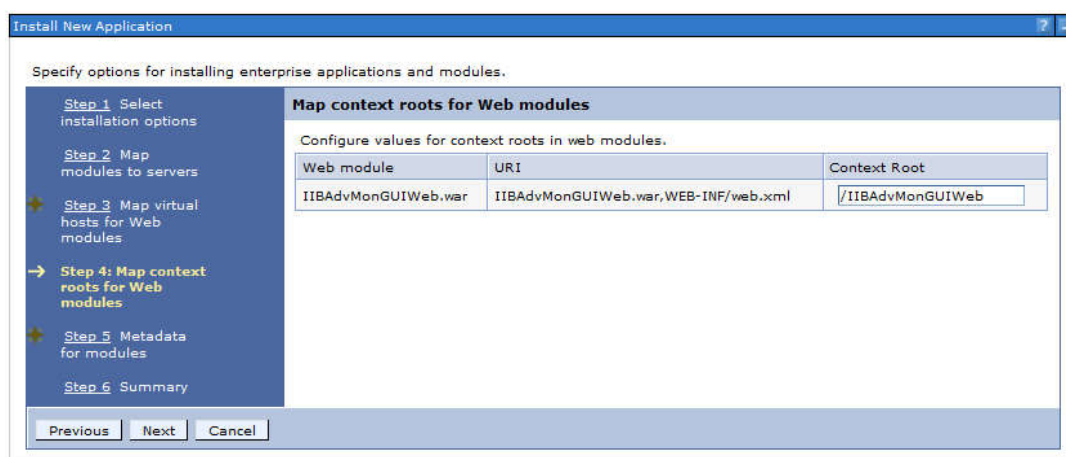 Install New Application
?
Specify options for installing enterprise applications and modules.
Step 1 Select
installation options
Step 2 Map
modules to servers
Step 3 Map virtual
hosts for Web
modules
Step 4: Map context
roots for Web
modules
Step 5 Metadata
for modules
Step 6 Summary
Map context roots for Web modules
Configure values for context roots in web modules.
Web module URI Context Root
IIBAdvMonGUIWeb.war IIBAdvMonGUIWeb.war,WEB-INF/web.xml /IIBAdvMonGUIWeb
Previous Next Cancel